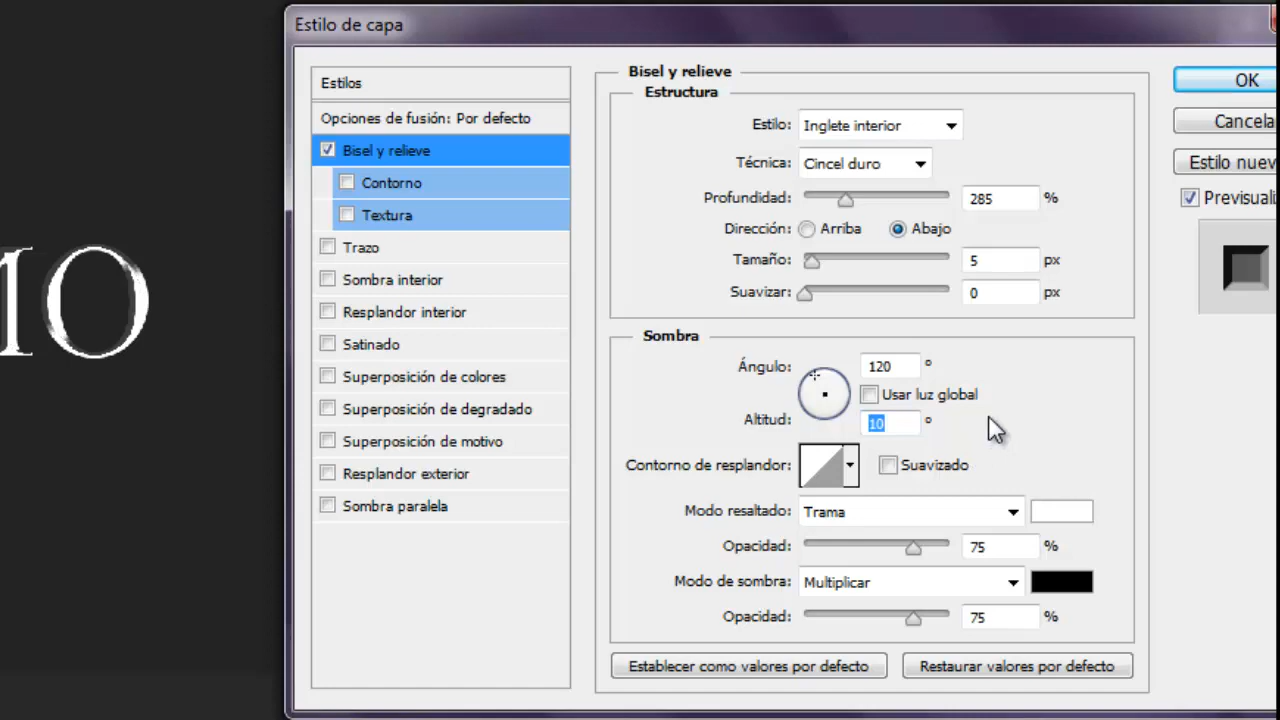 Estilo de capa
Estilos
Opciones de fusión: Por defecto
Bisel y relieve
Contorno
Textura
Trazo
Sombra interior
Resplandor interior
Satinado
Superposición de colores
Superposición de degradado
Superposición de motivo
Resplandor exterior
Sombra paralela
Bisel y relieve
Estructura
Estilo: Inglete interior
Técnica: Cincel duro
Profundidad: 285 %
Dirección: Arriba Abajo
Tamaño: 5 px
Suavizar: 0 px
Sombra
Ángulo: 120 °
Usar luz global
Altitud: 10 °
Contorno de resplandor: Suavizado
Modo resaltado: Trama
Opacidad: 75 %
Modo de sombra: Multiplicar
Opacidad: 75 %
Establecer como valores por defecto Restaurar valores por defecto
OK
Cancela
Estilo nuev
Previsuali
MO